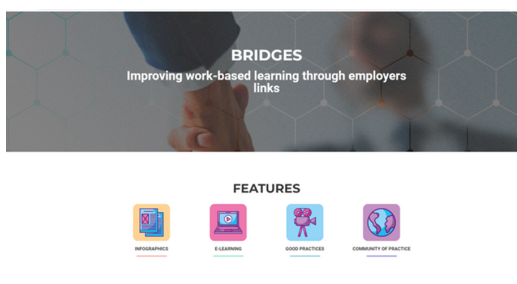 BRIDGES
Improving work-based learning through employers
links
FEATURES
INFOGRAPHICS
E-LEARNING
GOOD PRACTICES
COMMUNITY OF PRACTICE